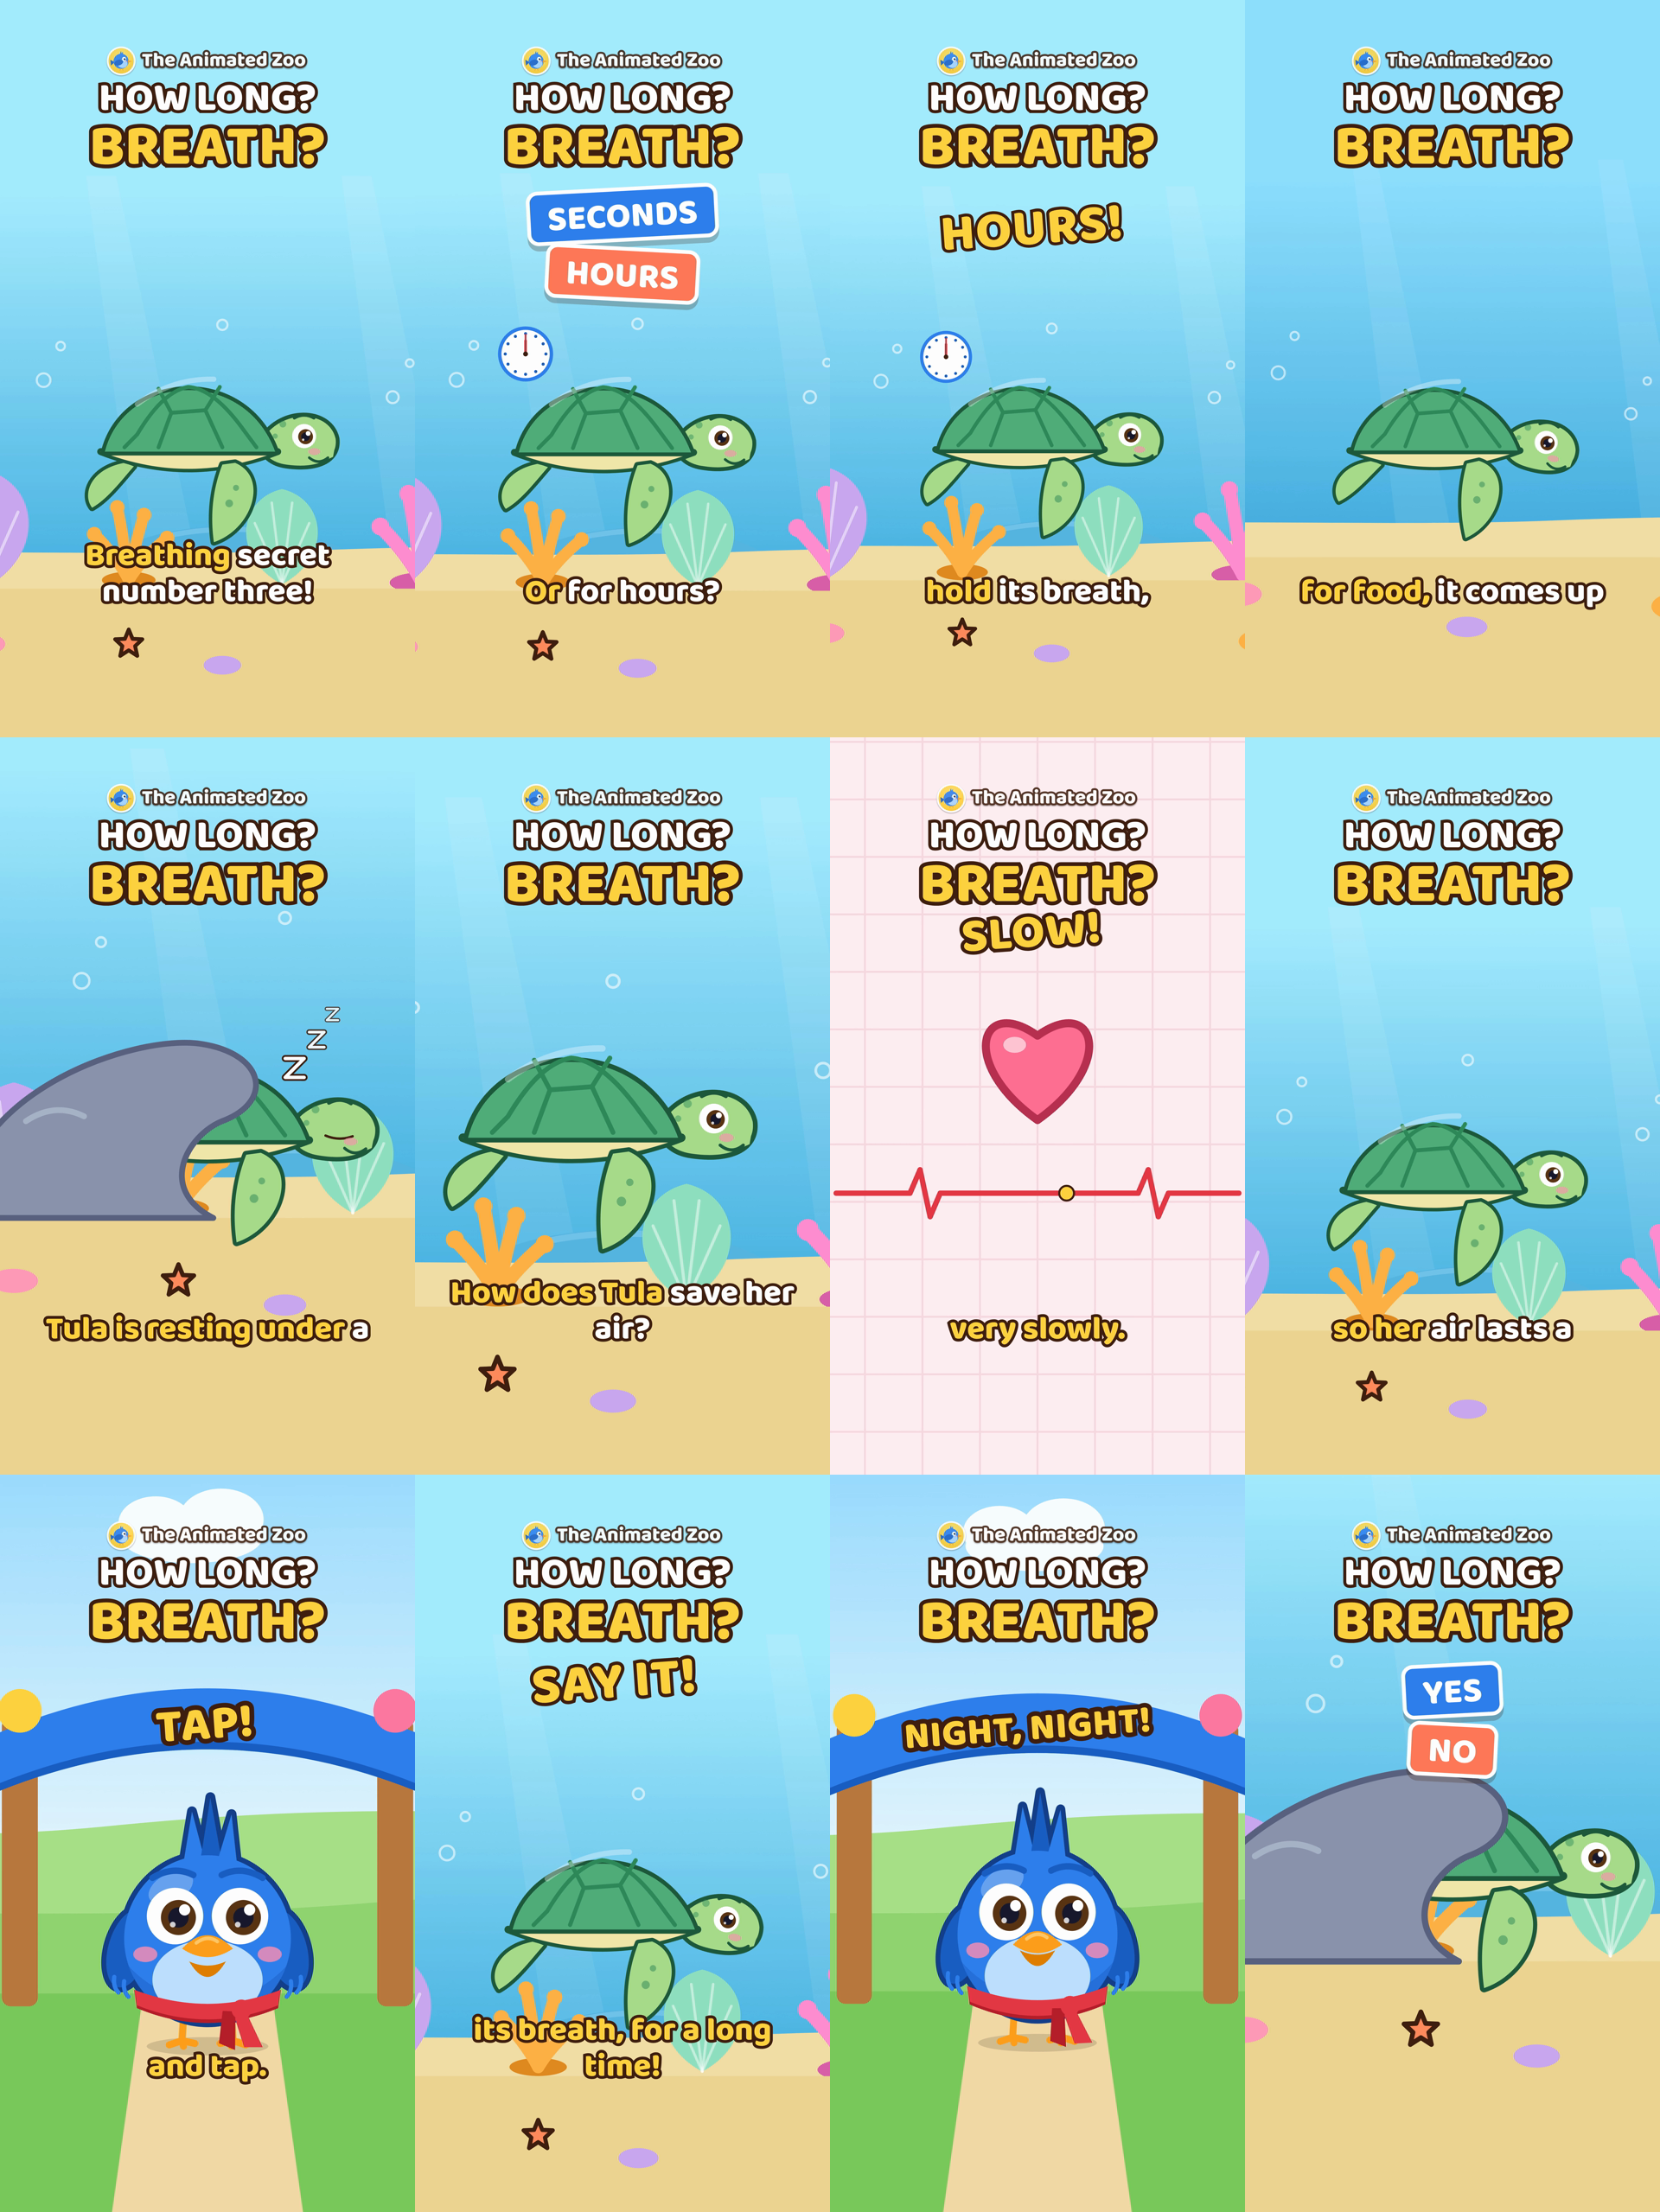 The Animated Zoo
HOW LONG?
BREATH?
Breathing secret
number three!
The Animated Zoo
HOW LONG?
BREATH?
SECONDS
HOURS
Or for hours?
The Animated Zoo
HOW LONG?
BREATH?
HOURS!
hold its breath,
The Animated Zoo
HOW LONG?
BREATH?
for food, it comes up
The Animated Zoo
HOW LONG?
BREATH?
z
z
z
Tula is resting under a
The Animated Zoo
HOW LONG?
BREATH?
How does Tula save her
air?
The Animated Zoo
HOW LONG?
BREATH?
SLOW!
very slowly.
The Animated Zoo
HOW LONG?
BREATH?
so her air lasts a
The Animated Zoo
HOW LONG?
BREATH?
TAP!
and tap.
The Animated Zoo
HOW LONG?
BREATH?
SAY IT!
its breath, for a long
time!
The Animated Zoo
HOW LONG?
BREATH?
NIGHT, NIGHT!
The Animated Zoo
HOW LONG?
BREATH?
YES
NO